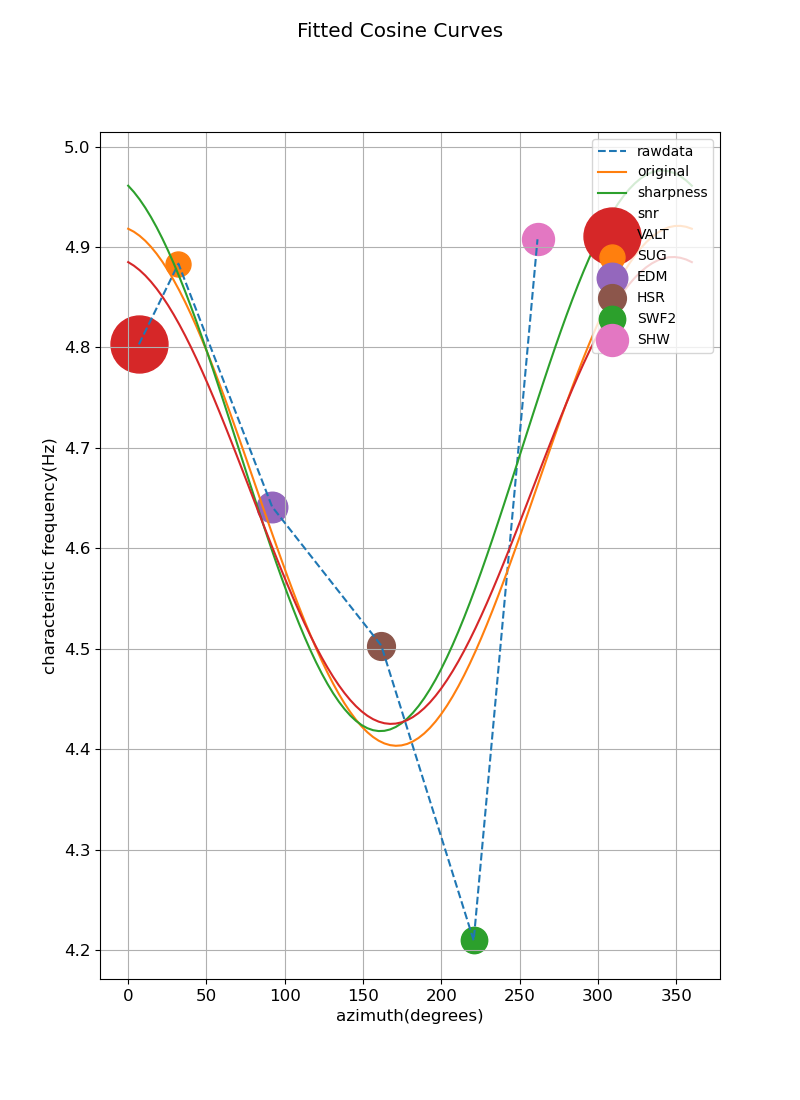 Fitted Cosine Curves
5.0
4.9
4.8
4.7
4.6
4.5
4.4
4.3
4.2
characteristic frequency(Hz)
rawdata
original
sharpness
snr
VALT
SUG
EDM
HSR
SWF2
SHW
0 50 100 150 200 250 300 350
azimuth(degrees)